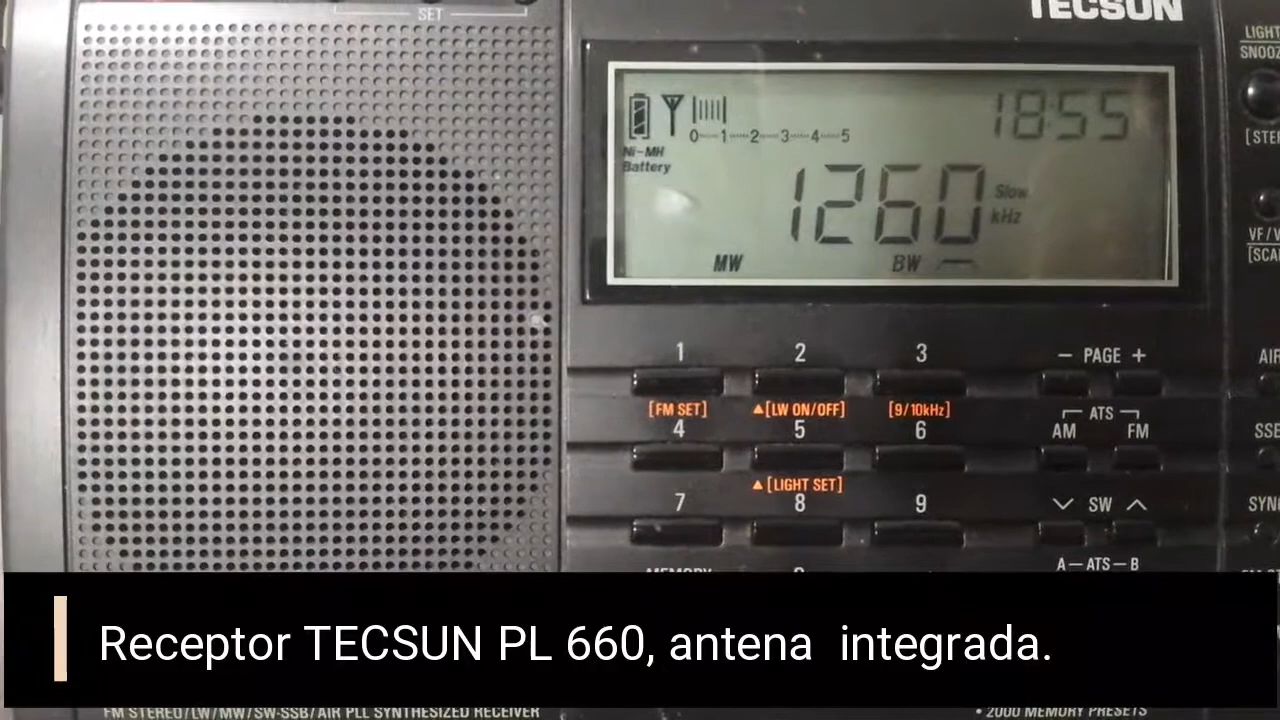 SET
TECSUN
LIGHT
SNOOZ
18:55
0 1 2 3 4 5
Ni-MH
Battery
1260
Slow
kHz
MW
BW
[STE
VF/V
[SCA
1 2 3
- PAGE +
AIR
[FM SET] ▲[LW ON/OFF] [9/10kHz]
ATS
4 5 6
AM FM
SSB
▲[LIGHT SET]
7 8 9
SW
SYN
A-ATS-B
MEMORY
Receptor TECSUN PL 660, antena integrada.
FM STEREO/LW/MW/SW-SSB/AIR PLL SYNTHESIZED RECEIVER
• 2000 MEMORY PRESETS